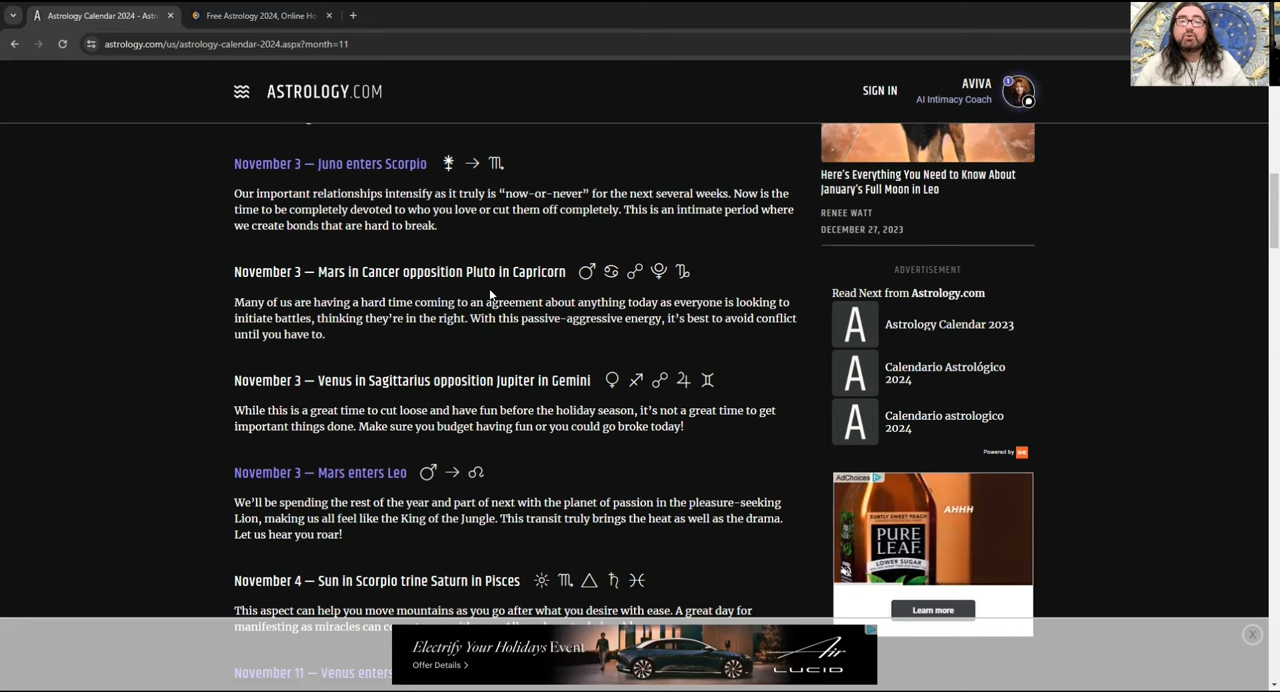 Astrology Calendar 2024 - Astr
Free Astrology 2024, Online Ho
astrology.com/us/astrology-calendar-2024.aspx?month=11
ASTROLOGY.COM
SIGN IN
AVIVA
AI Intimacy Coach
1
November 3 — Juno enters Scorpio
Our important relationships intensify as it truly is “now-or-never” for the next several weeks. Now is the
time to be completely devoted to who you love or cut them off completely. This is an intimate period where
we create bonds that are hard to break.
November 3 — Mars in Cancer opposition Pluto in Capricorn
Many of us are having a hard time coming to an agreement about anything today as everyone is looking to
initiate battles, thinking they’re in the right. With this passive-aggressive energy, it’s best to avoid conflict
until you have to.
November 3 — Venus in Sagittarius opposition Jupiter in Gemini
While this is a great time to cut loose and have fun before the holiday season, it’s not a great time to get
important things done. Make sure you budget having fun or you could go broke today!
November 3 — Mars enters Leo
We’ll be spending the rest of the year and part of next with the planet of passion in the pleasure-seeking
Lion, making us all feel like the King of the Jungle. This transit truly brings the heat as well as the drama.
Let us hear you roar!
November 4 — Sun in Scorpio trine Saturn in Pisces
This aspect can help you move mountains as you go after what you desire with ease. A great day for
manifesting as miracles can
November 11 — Venus enters
Here’s Everything You Need to Know About
January’s Full Moon in Leo
RENEE WATT
DECEMBER 27, 2023
ADVERTISEMENT
Read Next from Astrology.com
A
Astrology Calendar 2023
A
Calendario Astrológico
2024
A
Calendario astrologico
2024
Powered by
AdChoices
SUBTLY SWEET PEACH
PURE
LEAF
LOWER SUGAR
AHHH
Learn more
Electrify Your Holidays Event
Offer Details >
Air
LUCID
X